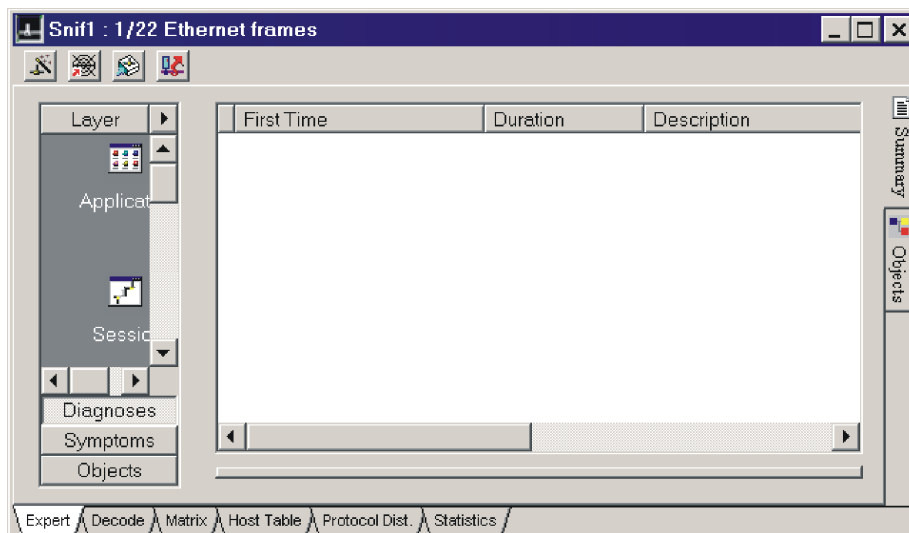 Snif1 : 1/22 Ethernet frames
Layer
First Time
Duration
Description
Applicat
Sessio
Diagnoses
Symptoms
Objects
Summary
Objects
Expert
Decode
Matrix
Host Table
Protocol Dist.
Statistics